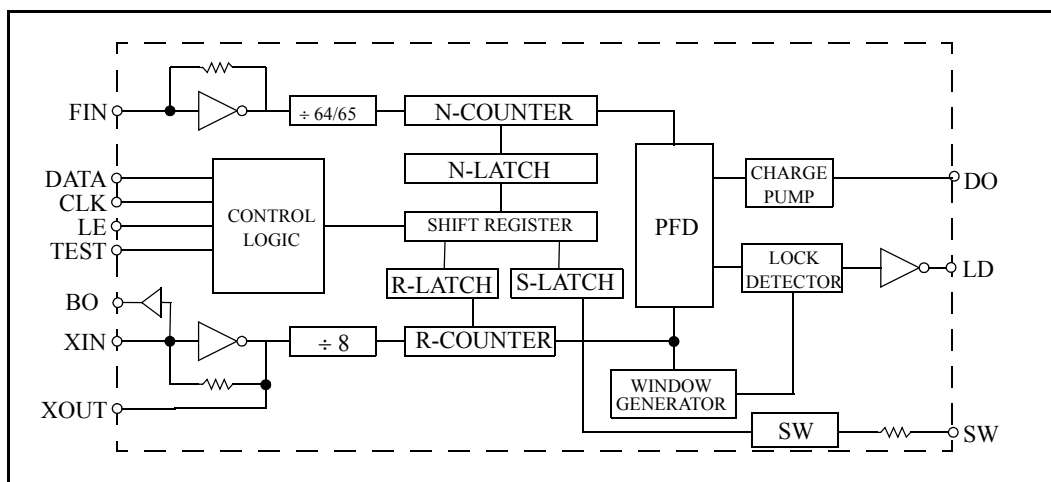 FIN
÷ 64/65
N-COUNTER
DATA
CLK
LE
TEST
CONTROL
LOGIC
N-LATCH
SHIFT REGISTER
R-LATCH
S-LATCH
PFD
CHARGE
PUMP
DO
LOCK
DETECTOR
LD
BO
XIN
XOUT
÷ 8
R-COUNTER
WINDOW
GENERATOR
SW
SW